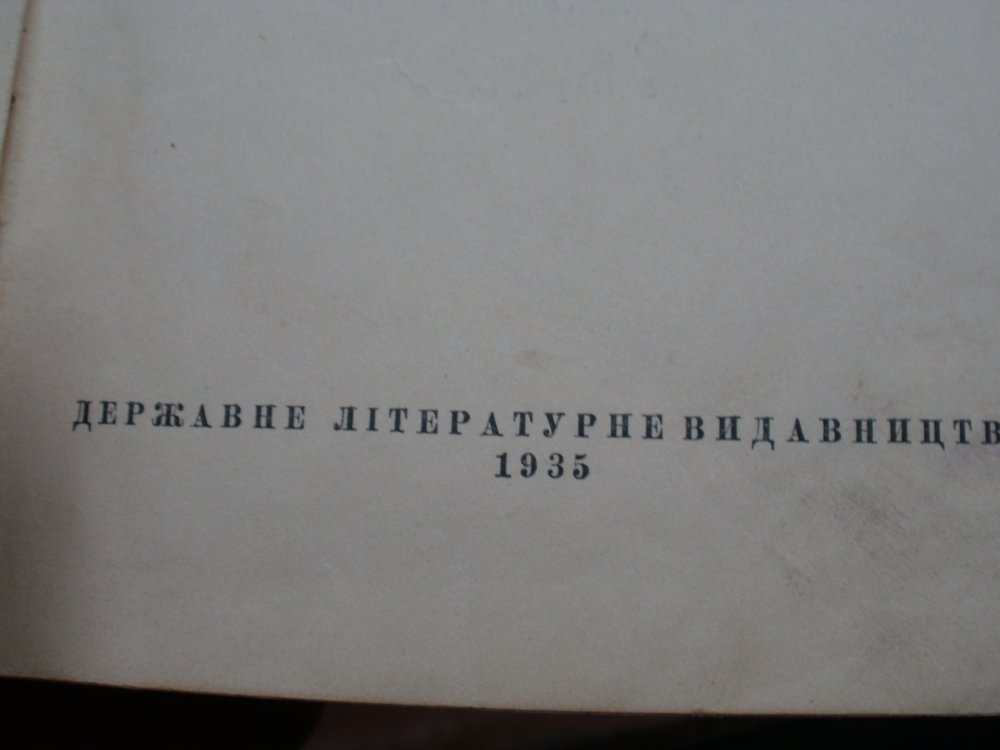 ДЕРЖАВНЕ ЛІТЕРАТУРНЕ ВИДАВНИЦТВ
1935